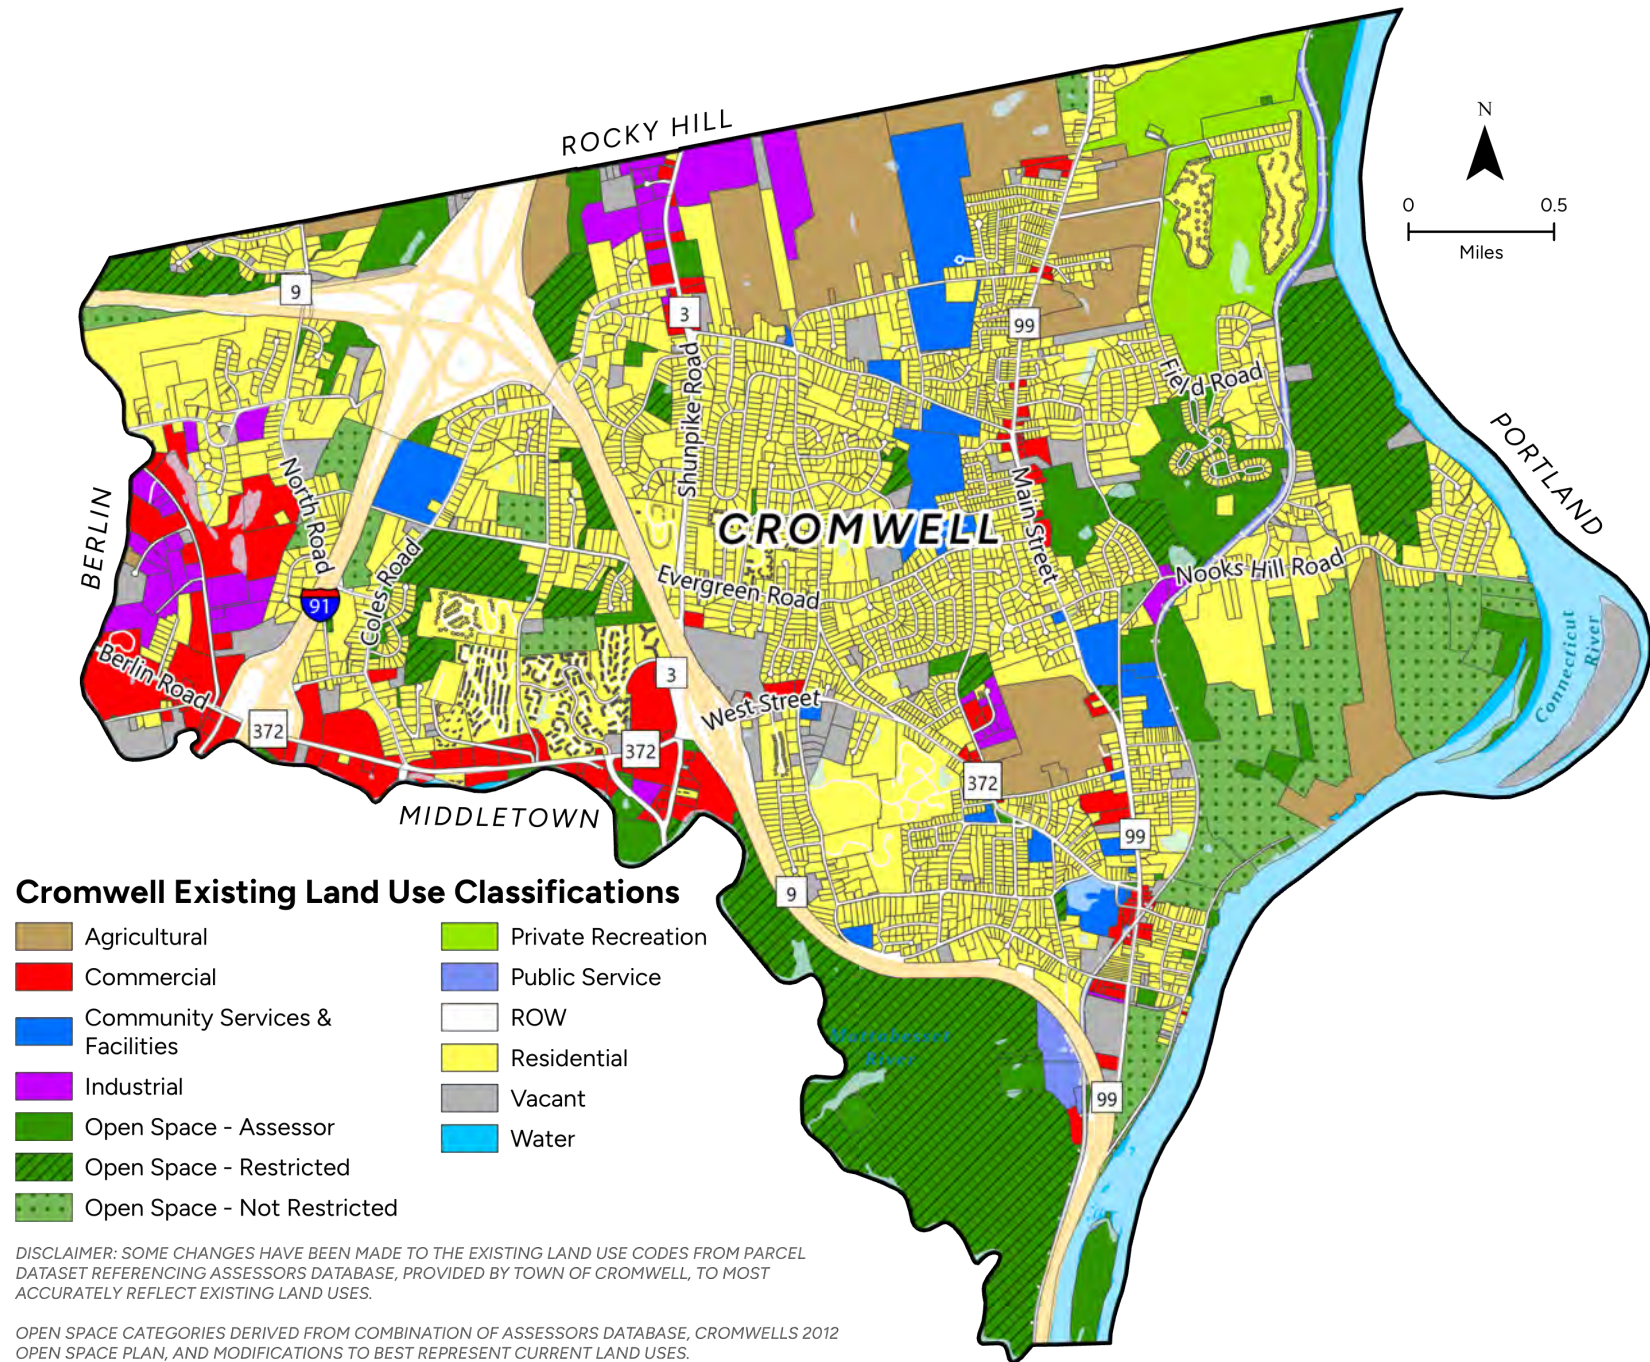 ROCKY HILL
N
0 0.5
Miles
9
3
99
Field Road
Shunpike Road
PORTLAND
BERLIN
North Road
Main Street
CROMWELL
Nooks Hill Road
Evergreen Road
Coles Road
91
Connecticut
River
Berlin Road
3
West Street
372
372
372
MIDDLETOWN
99
9
Mattabesset
River
99
Cromwell Existing Land Use Classifications
Agricultural
Commercial
Community Services &
Facilities
Industrial
Open Space - Assessor
Open Space - Restricted
Open Space - Not Restricted
Private Recreation
Public Service
ROW
Residential
Vacant
Water
DISCLAIMER: SOME CHANGES HAVE BEEN MADE TO THE EXISTING LAND USE CODES FROM PARCEL
DATASET REFERENCING ASSESSORS DATABASE, PROVIDED BY TOWN OF CROMWELL, TO MOST
ACCURATELY REFLECT EXISTING LAND USES.
OPEN SPACE CATEGORIES DERIVED FROM COMBINATION OF ASSESSORS DATABASE, CROMWELLS 2012
OPEN SPACE PLAN, AND MODIFICATIONS TO BEST REPRESENT CURRENT LAND USES.